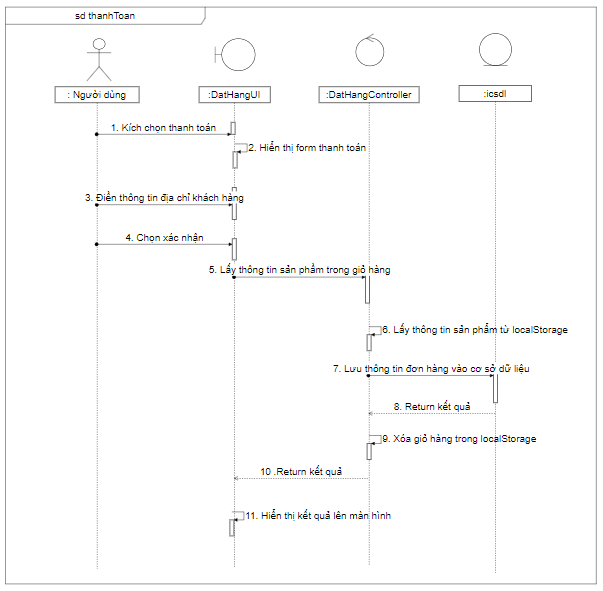 sd thanhToan
: Người dùng
:DatHangUI
:DatHangController
:icsdl
1. Kích chọn thanh toán
2. Hiển thị form thanh toán
3. Điền thông tin địa chỉ khách hàng
4. Chọn xác nhận
5. Lấy thông tin sản phẩm trong giỏ hàng
6. Lấy thông tin sản phẩm từ localStorage
7. Lưu thông tin đơn hàng vào cơ sở dữ liệu
8. Return kết quả
9. Xóa giỏ hàng trong localStorage
10 .Return kết quả
11. Hiển thị kết quả lên màn hình